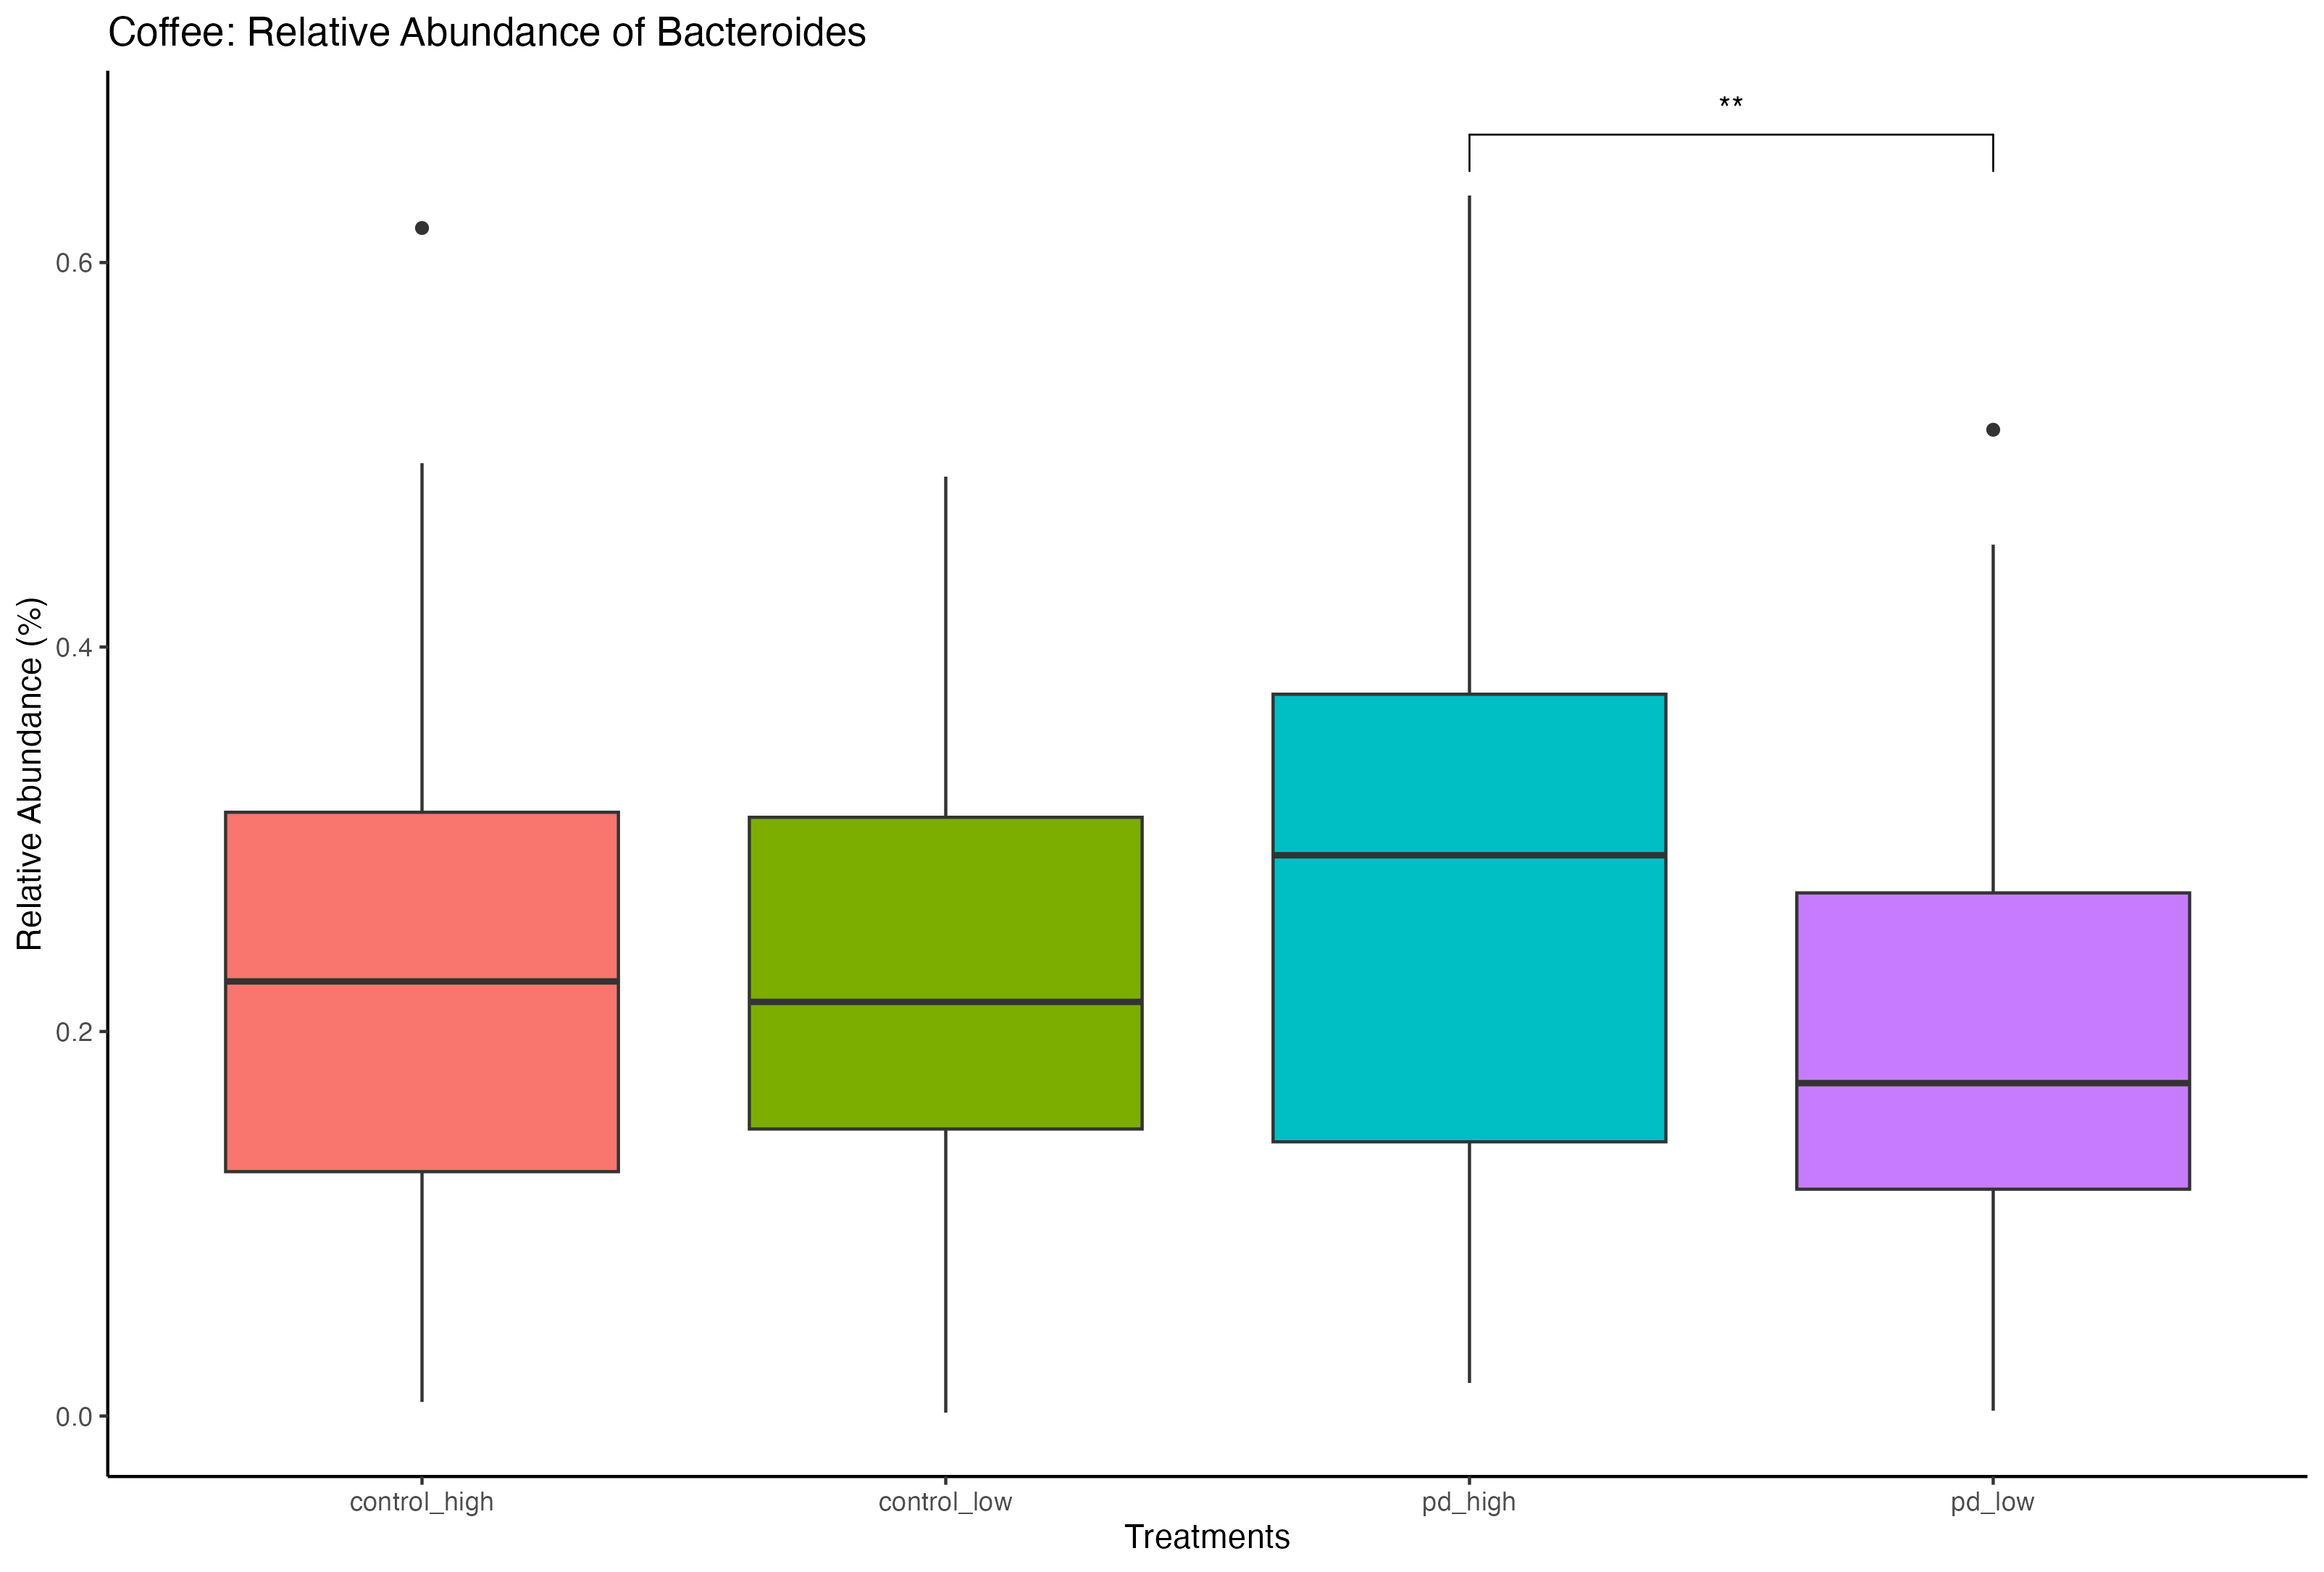 Coffee: Relative Abundance of Bacteroides
**
0.6
0.4
0.2
0.0
Relative Abundance (%)
control_high
control_low
pd_high
pd_low
Treatments